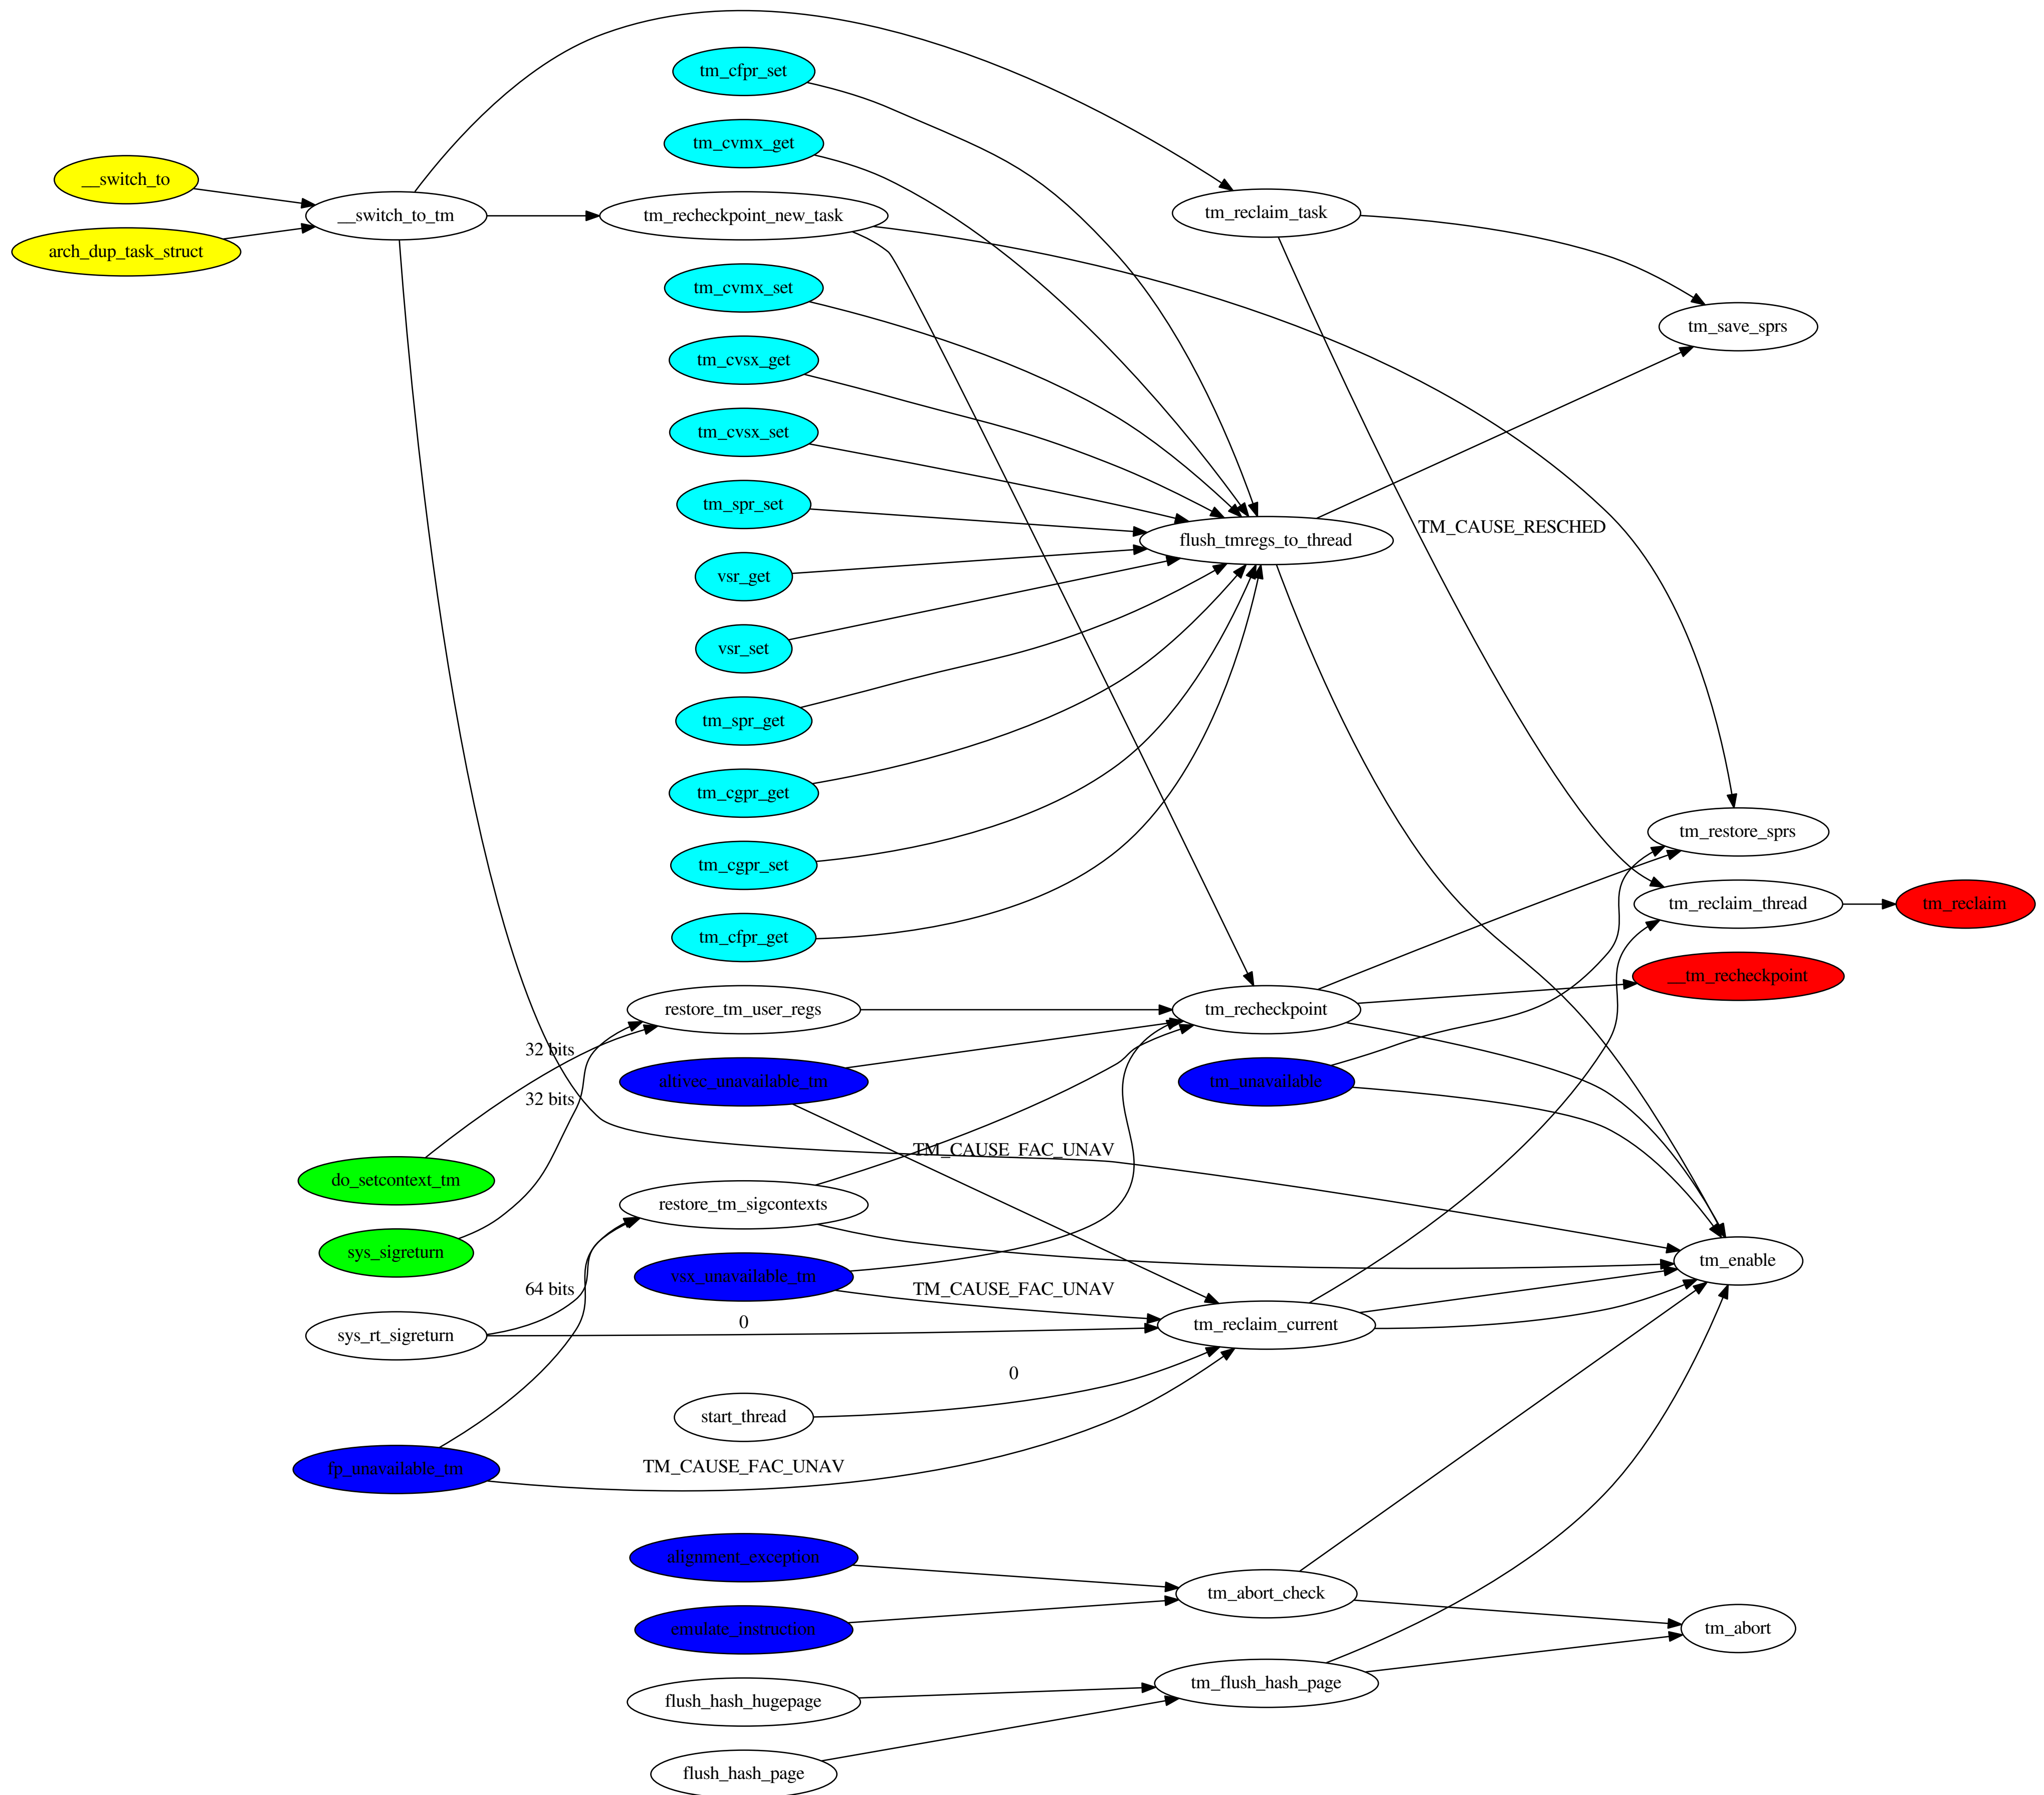 __switch_to
arch_dup_task_struct
__switch_to_tm
do_setcontext_tm
sys_sigreturn
sys_rt_sigreturn
fp_unavailable_tm
32 bits
32 bits
64 bits
tm_cfpr_set
tm_cvmx_get
tm_recheckpoint_new_task
tm_cvmx_set
tm_cvsx_get
tm_cvsx_set
tm_spr_set
vsr_get
vsr_set
tm_spr_get
tm_cgpr_get
tm_cgpr_set
tm_cfpr_get
restore_tm_user_regs
altivec_unavailable_tm
restore_tm_sigcontexts
vsx_unavailable_tm
0
start_thread
TM_CAUSE_FAC_UNAV
alignment_exception
emulate_instruction
flush_hash_hugepage
flush_hash_page
TM_CAUSE_FAC_UNAV
TM_CAUSE_FAC_UNAV
0
tm_reclaim_task
flush_tmregs_to_thread
tm_recheckpoint
tm_unavailable
tm_reclaim_current
tm_abort_check
tm_flush_hash_page
TM_CAUSE_RESCHED
tm_save_sprs
tm_restore_sprs
tm_reclaim_thread
__tm_recheckpoint
tm_enable
tm_abort
tm_reclaim